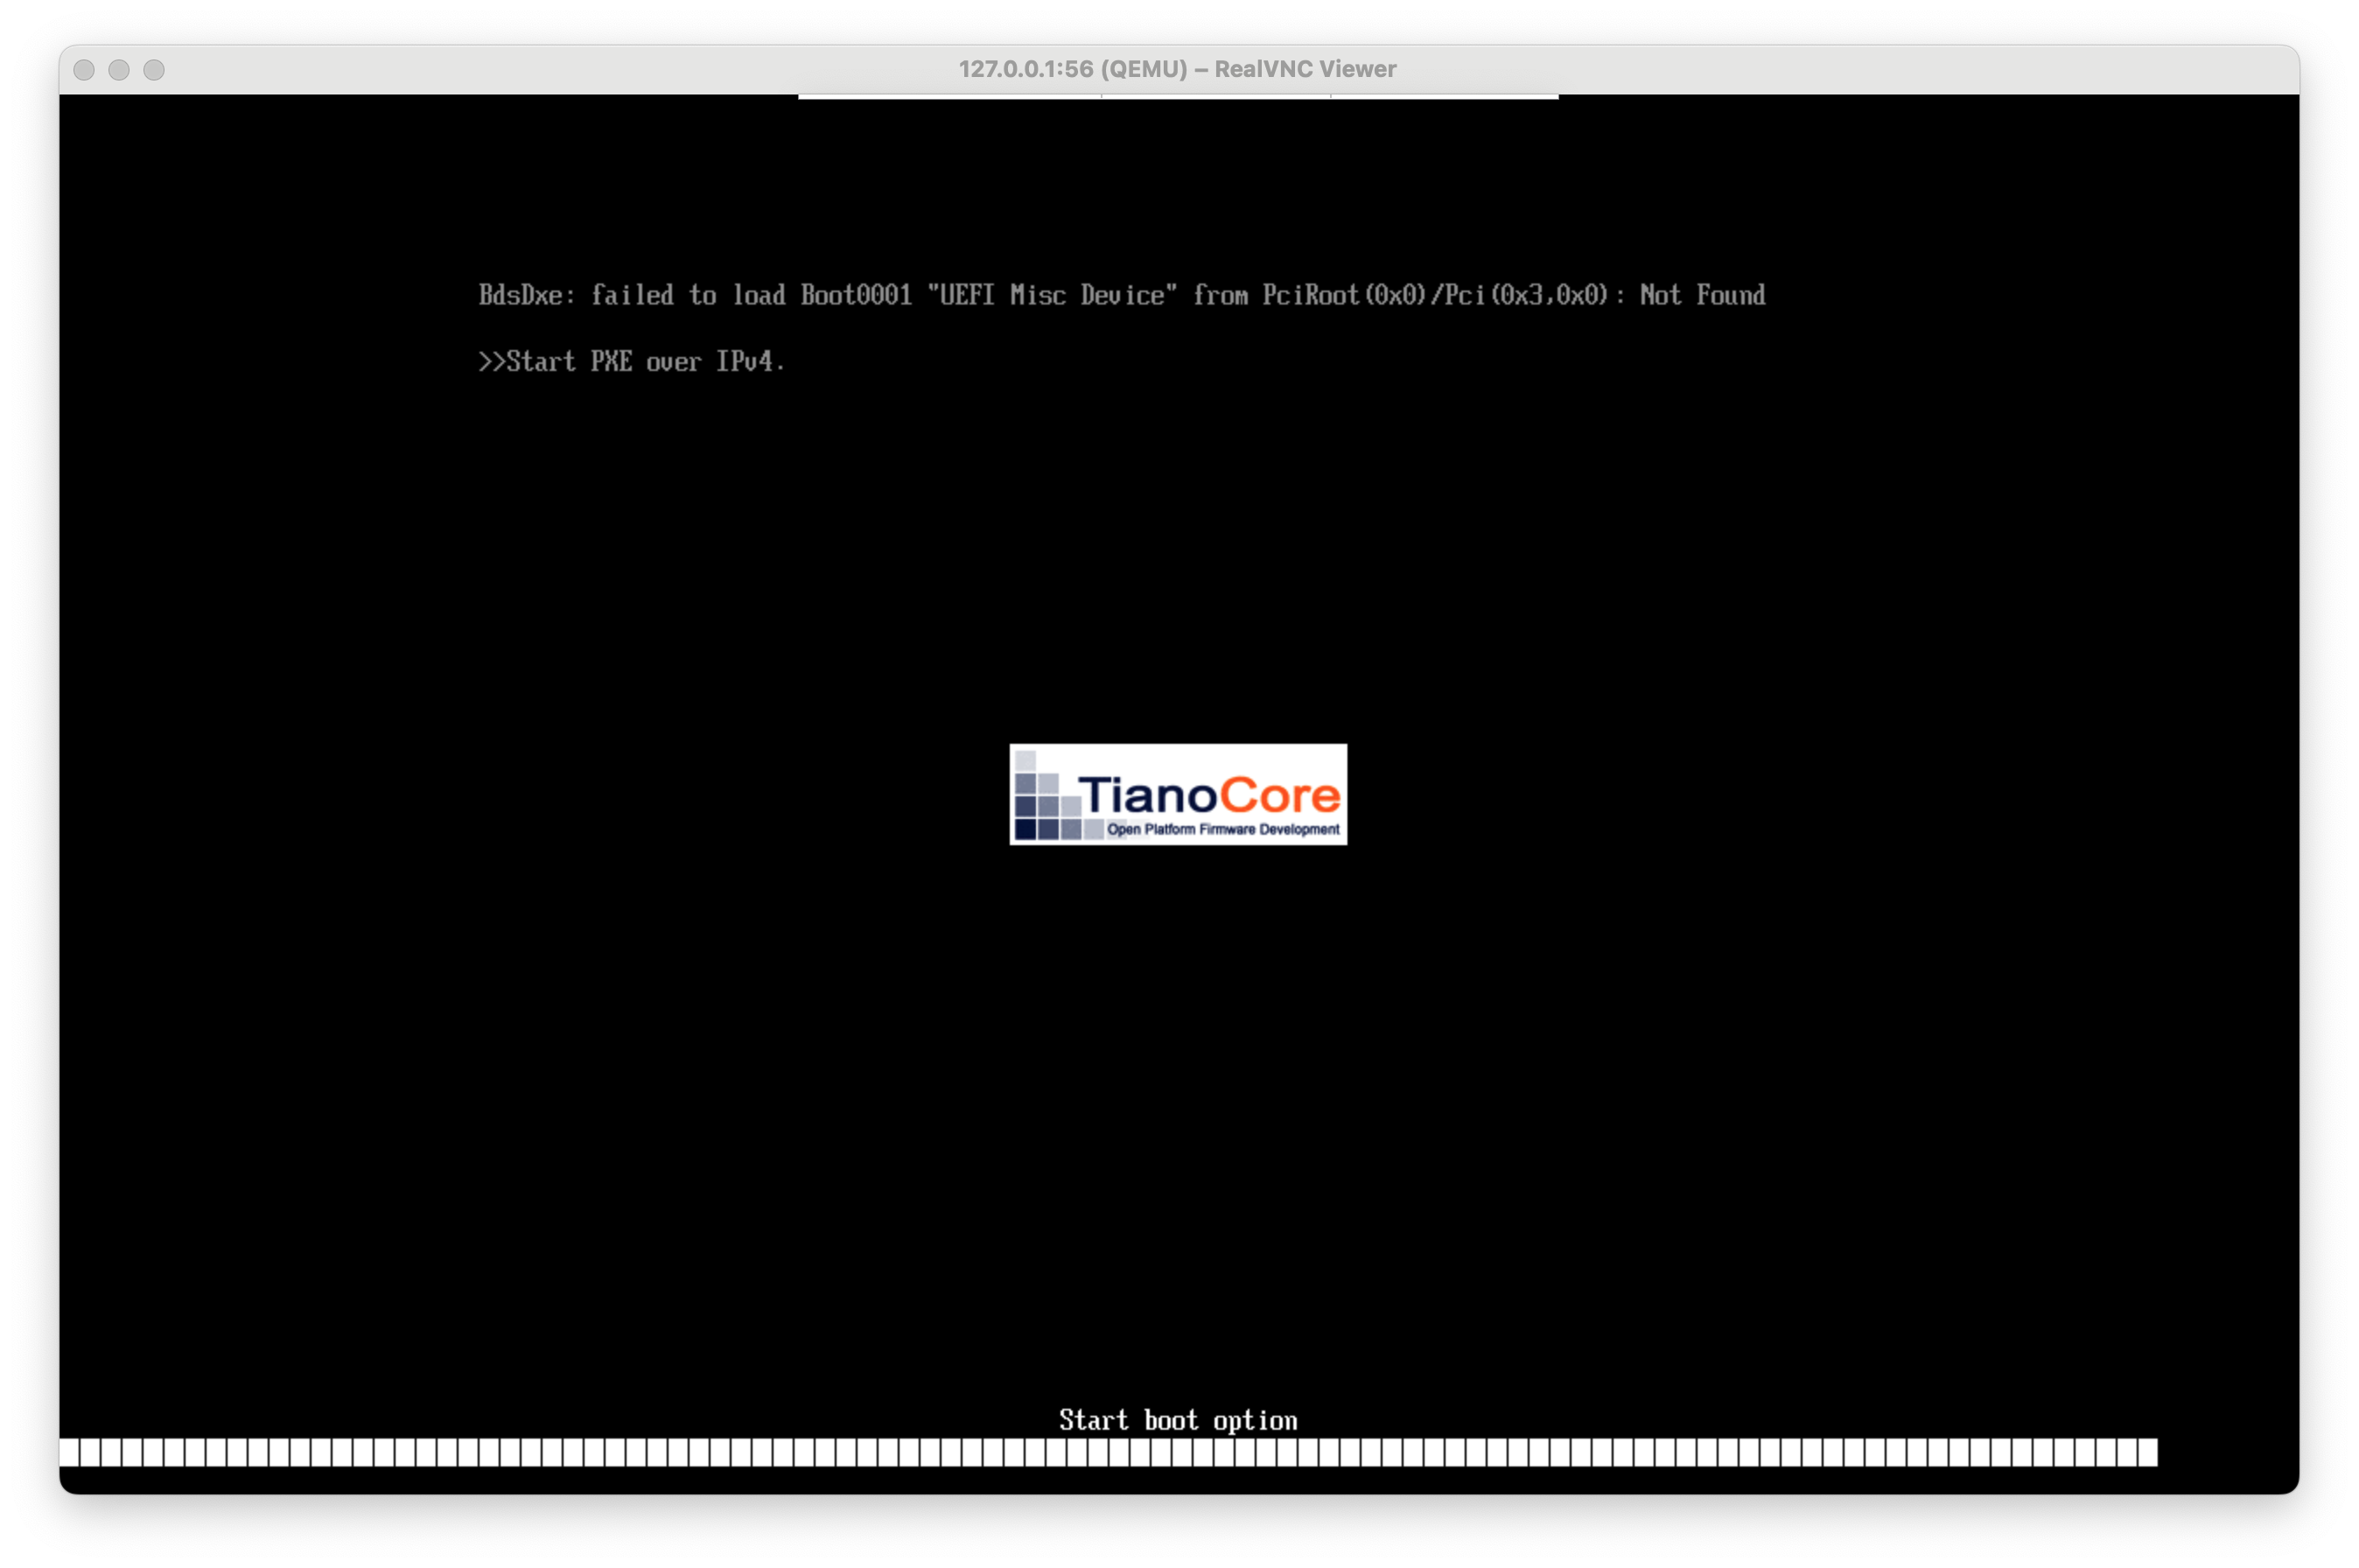 127.0.0.1:56 (QEMU) – RealVNC Viewer
BdsDxe: failed to load Boot0001 "UEFI Misc Device" from PciRoot(0x0)/Pci(0x3,0x0): Not Found
>>Start PXE over IPv4.
TianoCore
Open Platform Firmware Development
Start boot option